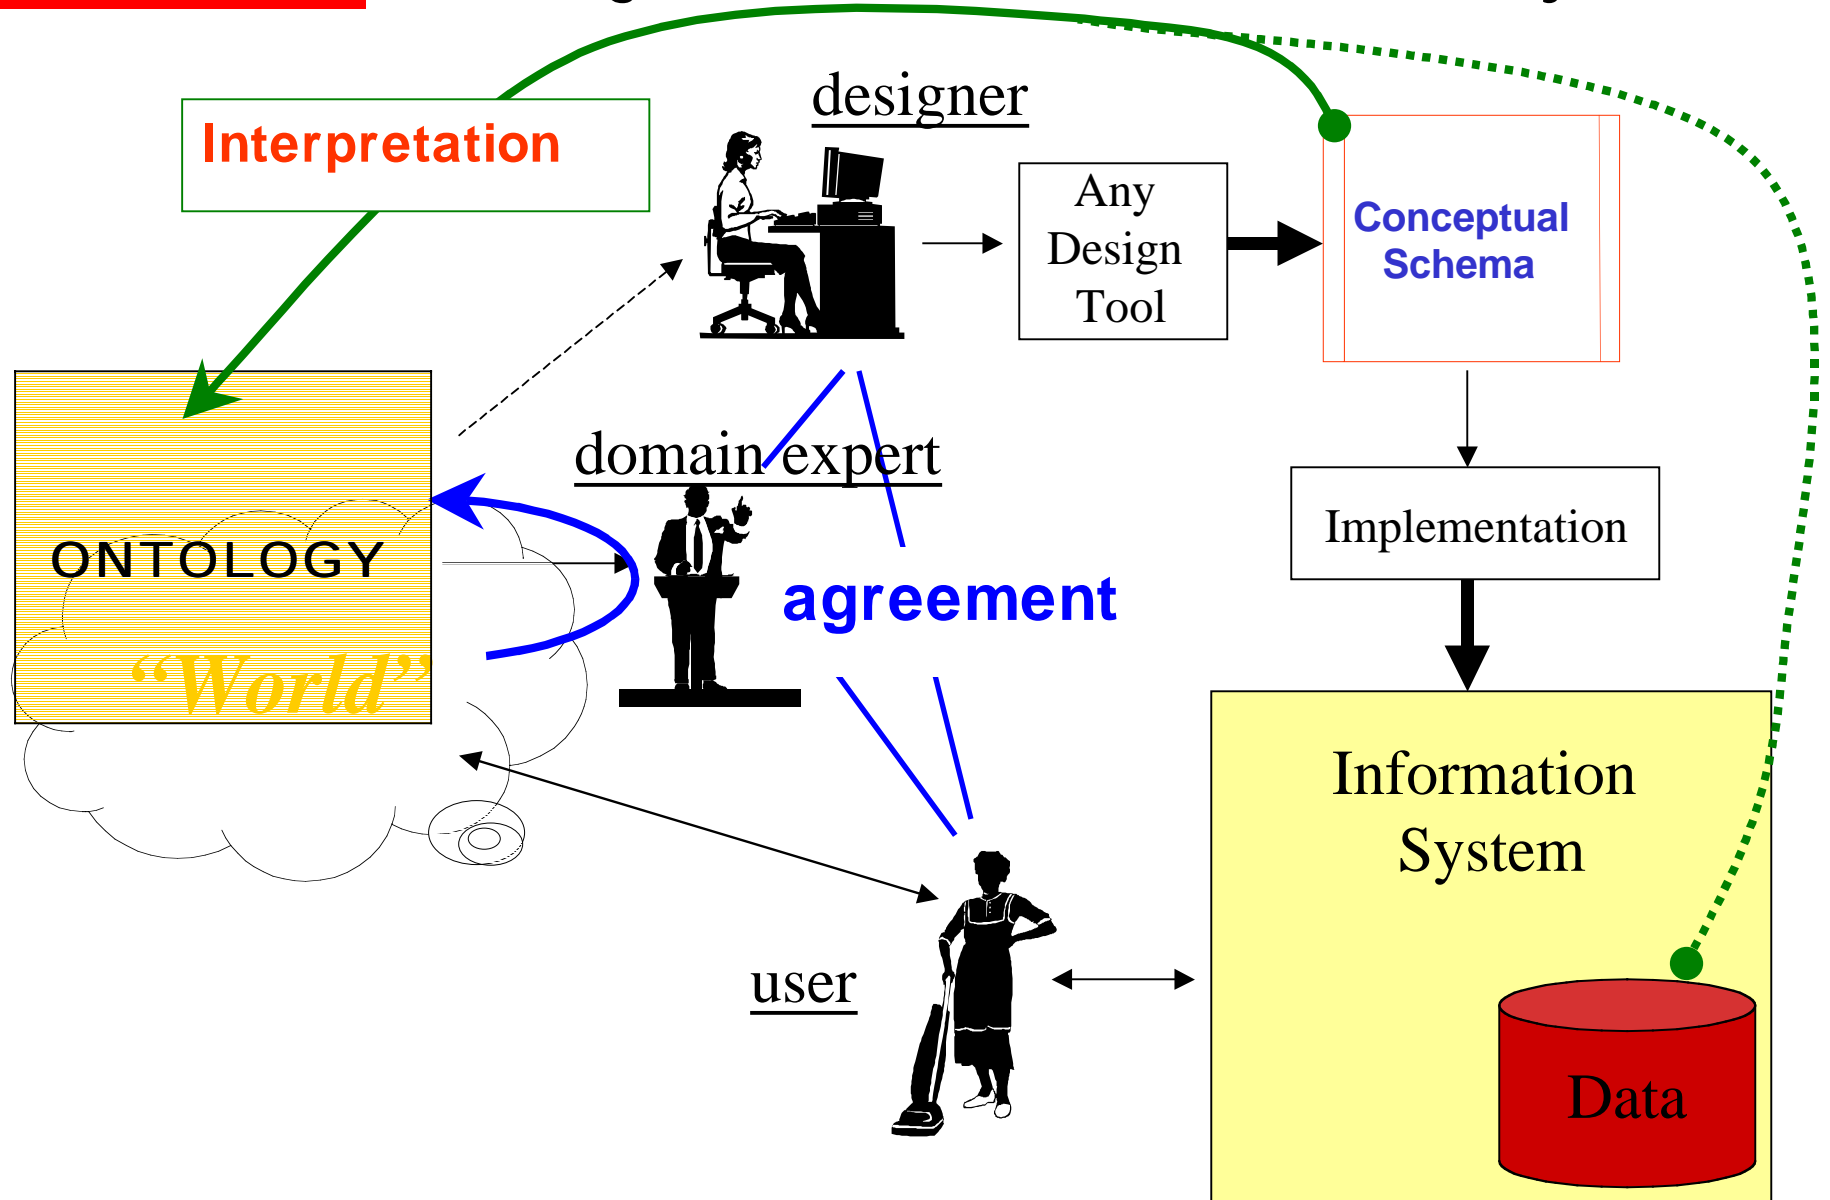 designer
Interpretation
Any
Design
Tool
Conceptual
Schema
domain expert
Implementation
ONTOLOGY
agreement
“World”
Information
System
user
Data